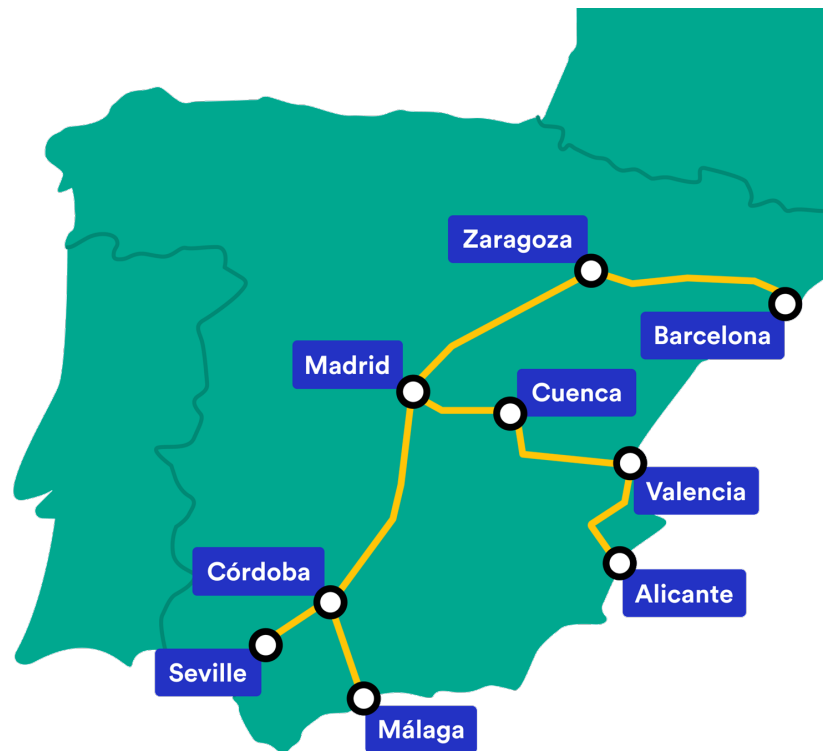 Zaragoza
Barcelona
Madrid
Cuenca
Valencia
Córdoba
Alicante
Seville
Málaga